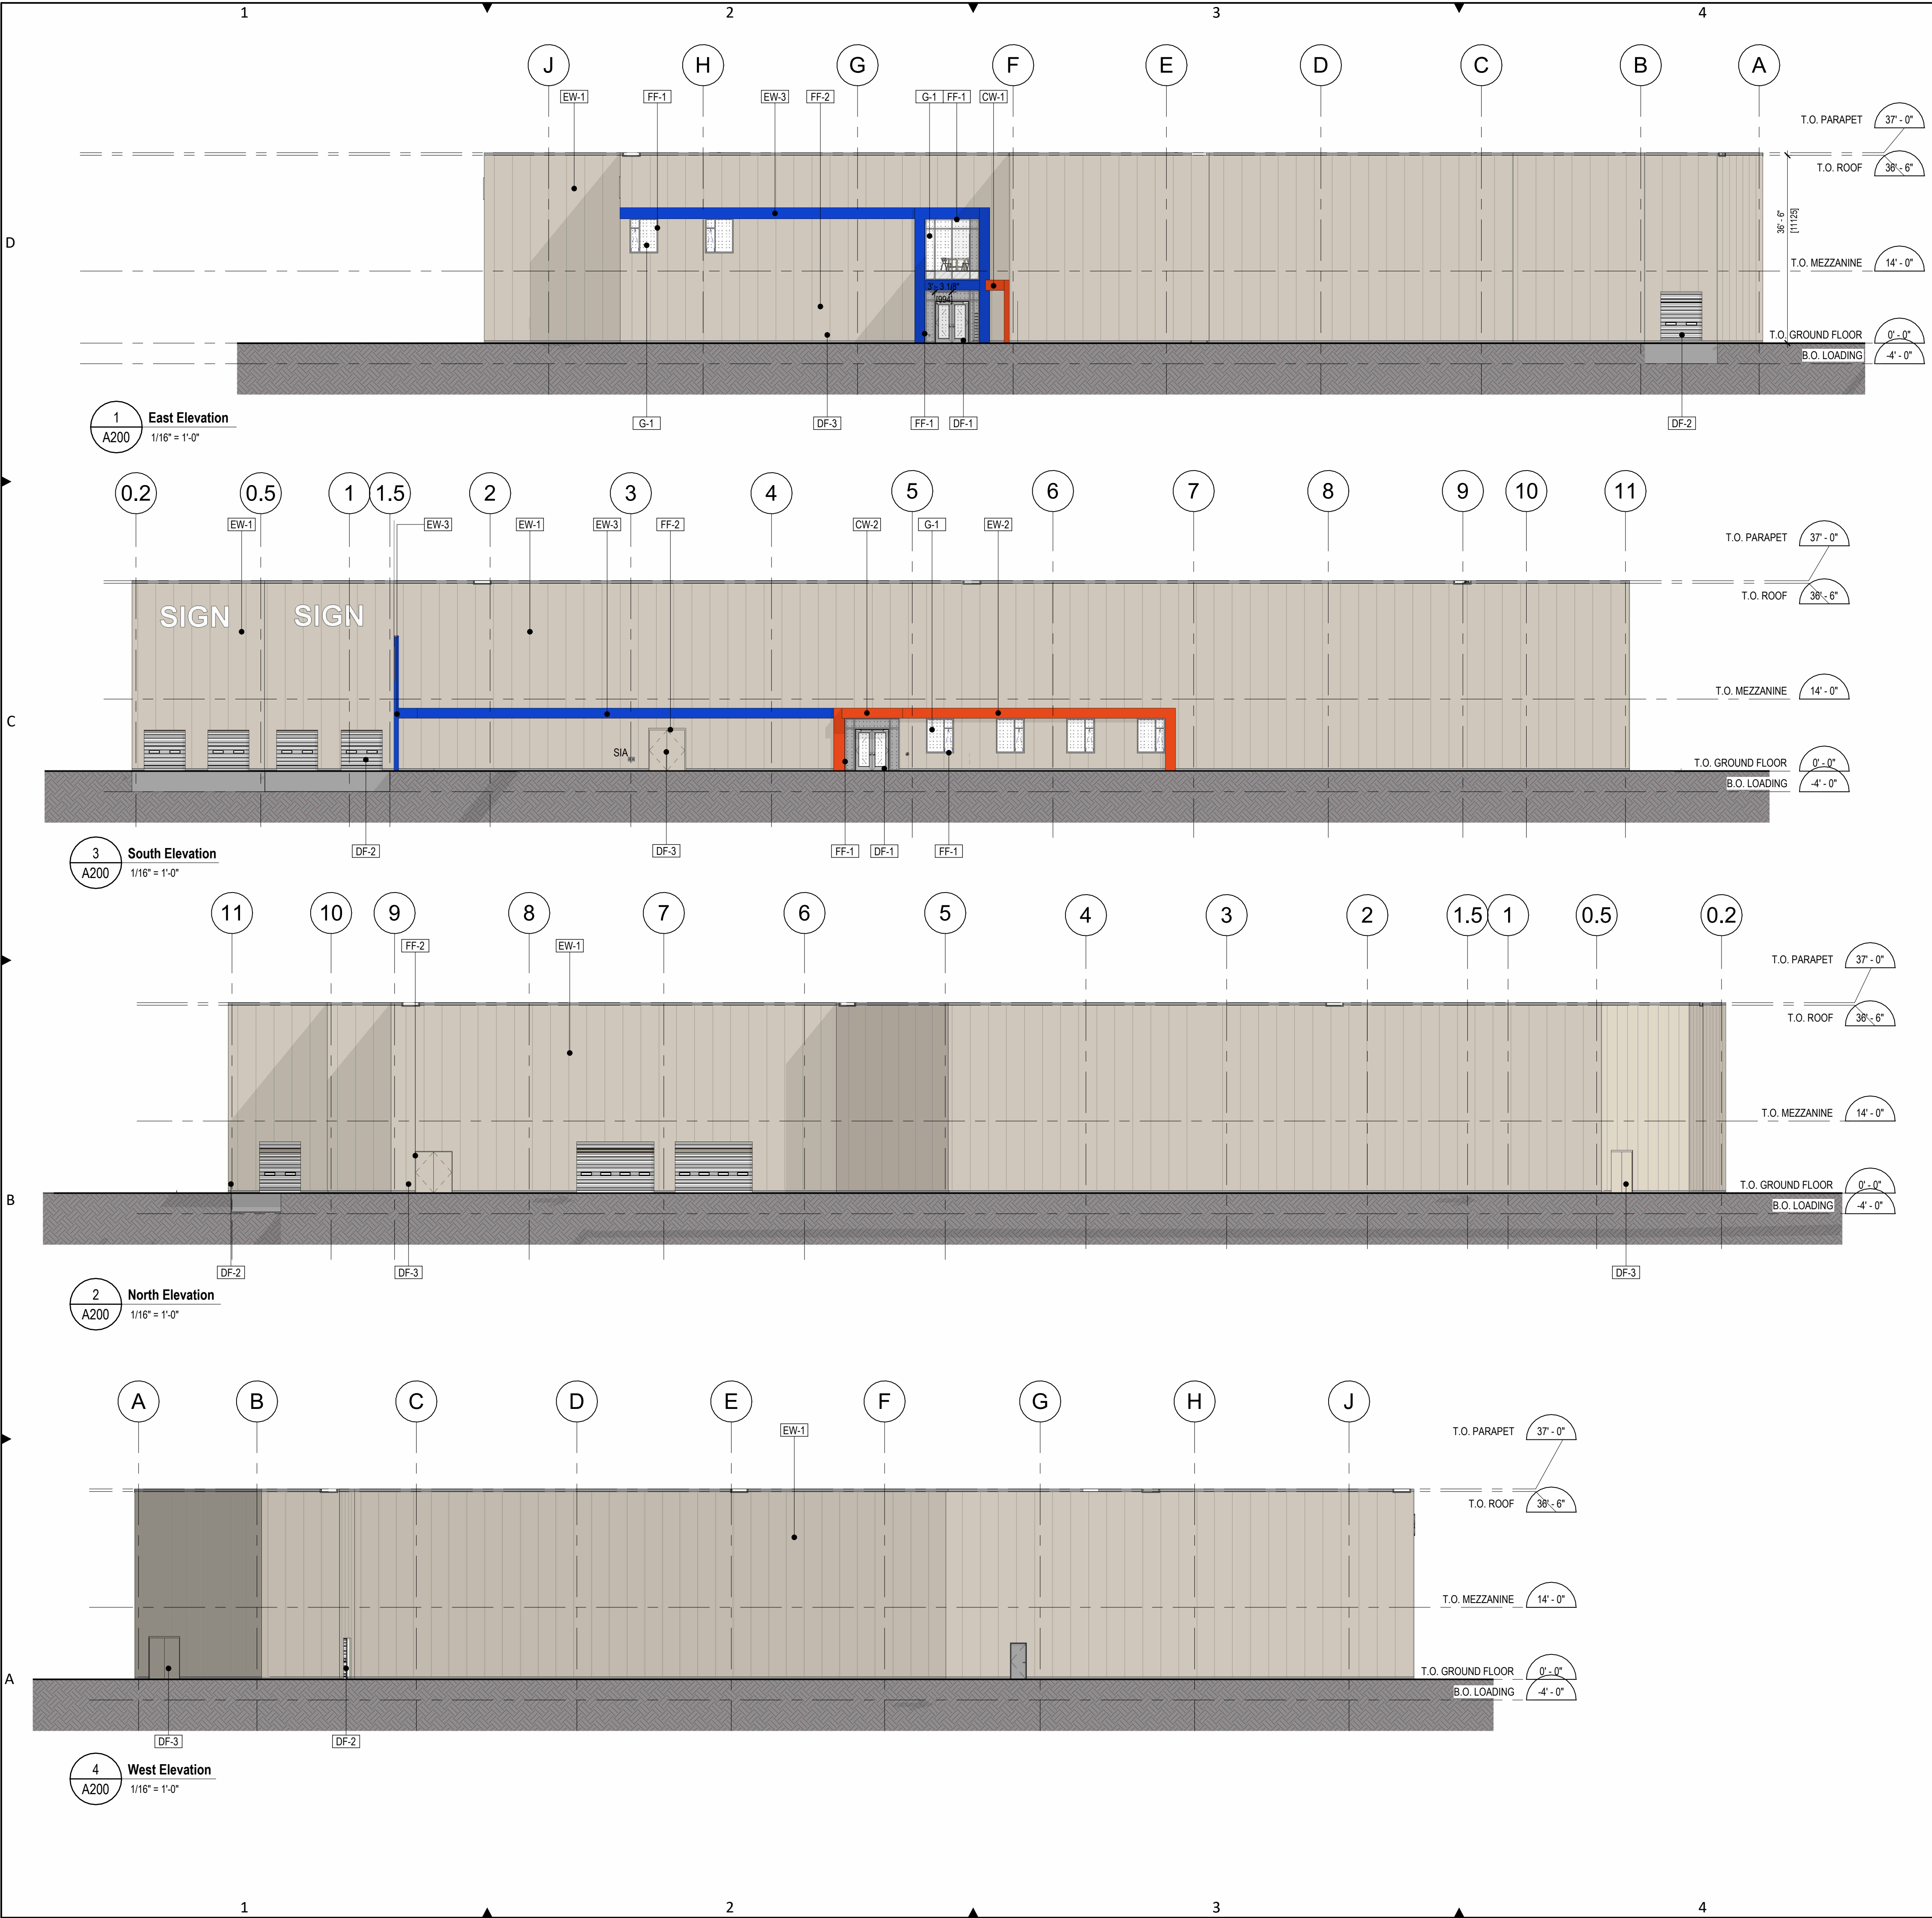 1 2 3 4
J H G F E D C B A
EW-1 FF-1 EW-3 FF-2 G-1 FF-1 CW-1
T.O. PARAPET 37' - 0"
T.O. ROOF 36' - 6"
36' - 6"
[11125]
D
T.O. MEZZANINE 14' - 0"
3' - 3 1/8"
[994]
T.O. GROUND FLOOR 0' - 0"
B.O. LOADING -4' - 0"
1 East Elevation
A200 1/16" = 1'-0"
G-1 DF-3 FF-1 DF-1 DF-2
0.2 0.5 1 1.5 2 3 4 5 6 7 8 9 10 11
EW-1 EW-3 EW-1 EW-3 FF-2 CW-2 G-1 EW-2
T.O. PARAPET 37' - 0"
T.O. ROOF 36' - 6"
SIGN SIGN
T.O. MEZZANINE 14' - 0"
C
SIA
T.O. GROUND FLOOR 0' - 0"
B.O. LOADING -4' - 0"
3 South Elevation
A200 1/16" = 1'-0"
DF-2 DF-3 FF-1 DF-1 FF-1
11 10 9 8 7 6 5 4 3 2 1.5 1 0.5 0.2
FF-2 EW-1
T.O. PARAPET 37' - 0"
T.O. ROOF 36' - 6"
T.O. MEZZANINE 14' - 0"
T.O. GROUND FLOOR 0' - 0"
B
B.O. LOADING -4' - 0"
DF-2 DF-3 DF-3
2 North Elevation
A200 1/16" = 1'-0"
A B C D E F G H J
EW-1
T.O. PARAPET 37' - 0"
T.O. ROOF 36' - 6"
T.O. MEZZANINE 14' - 0"
T.O. GROUND FLOOR 0' - 0"
A
B.O. LOADING -4' - 0"
DF-3 DF-2
4 West Elevation
A200 1/16" = 1'-0"
1 2 3 4